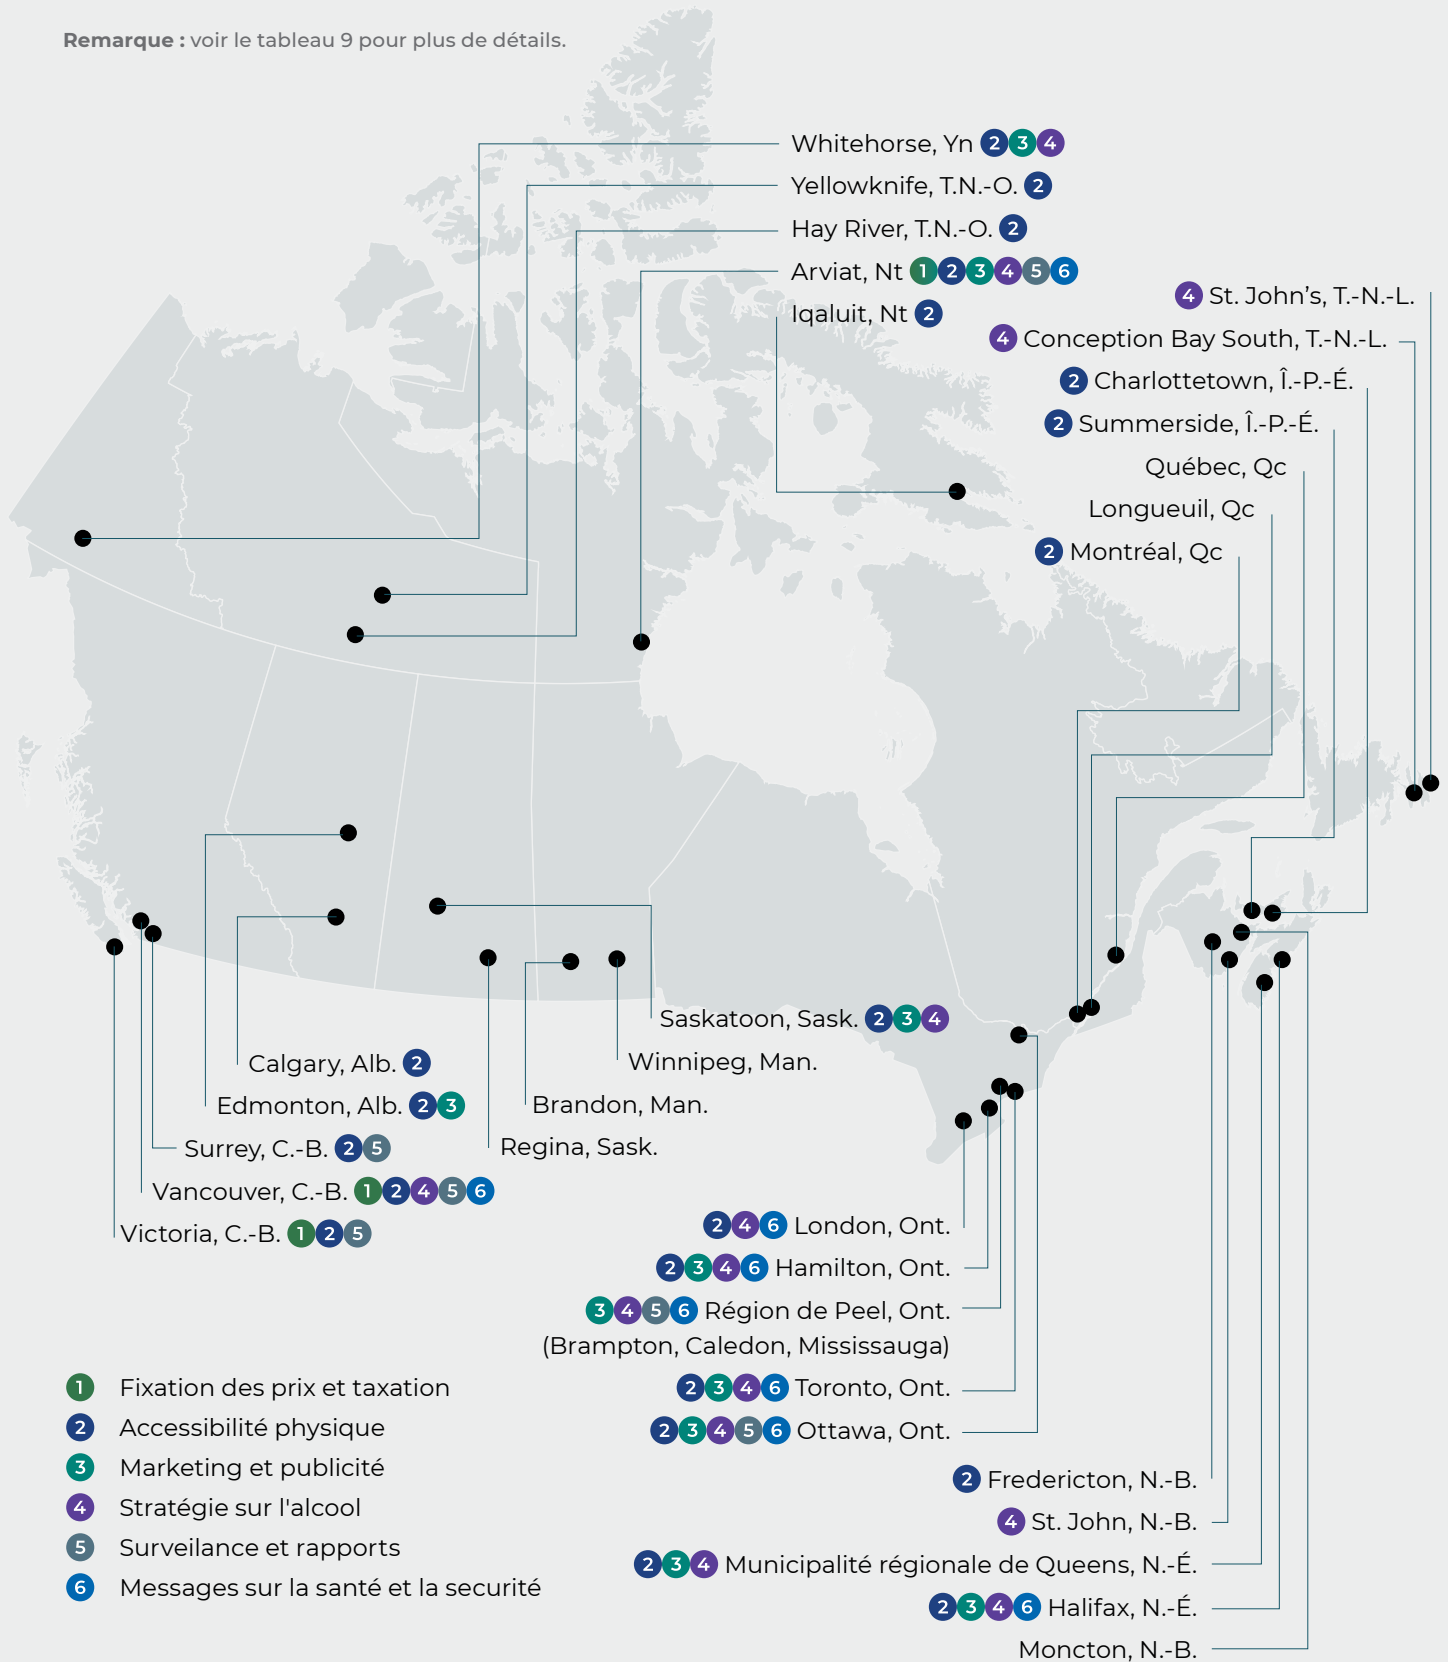 Remarque : voir le tableau 9 pour plus de détails.
Whitehorse, Yn 2 3 4
Yellowknife, T.N.-O. 2
Hay River, T.N.-O. 2
Arviat, Nt 1 2 3 4 5 6
Iqaluit, Nt 2
4 St. John’s, T.-N.-L.
4 Conception Bay South, T.-N.-L.
2 Charlottetown, Î.-P.-É.
2 Summerside, Î.-P.-É.
Québec, Qc
Longueuil, Qc
2 Montréal, Qc
Saskatoon, Sask. 2 3 4
Winnipeg, Man.
Brandon, Man.
Regina, Sask.
Calgary, Alb. 2
Edmonton, Alb. 2 3
Surrey, C.-B. 2 5
Vancouver, C.-B. 1 2 4 5 6
Victoria, C.-B. 1 2 5
2 4 6 London, Ont.
2 3 4 6 Hamilton, Ont.
3 4 5 6 Région de Peel, Ont.
(Brampton, Caledon, Mississauga)
2 3 4 6 Toronto, Ont.
2 3 4 5 6 Ottawa, Ont.
2 Fredericton, N.-B.
4 St. John, N.-B.
2 3 4 Municipalité régionale de Queens, N.-É.
2 3 4 6 Halifax, N.-É.
Moncton, N.-B.
1 Fixation des prix et taxation
2 Accessibilité physique
3 Marketing et publicité
4 Stratégie sur l'alcool
5 Surveilance et rapports
6 Messages sur la santé et la securité